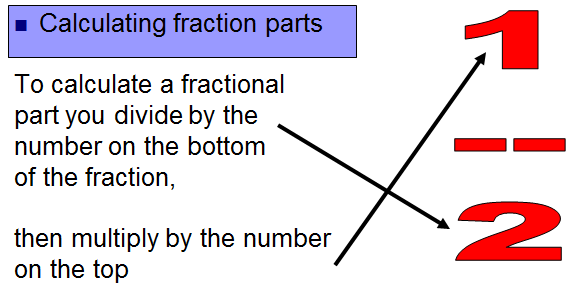 ■ Calculating fraction parts
To calculate a fractional
part you divide by the
number on the bottom
of the fraction,
then multiply by the number
on the top
1
2